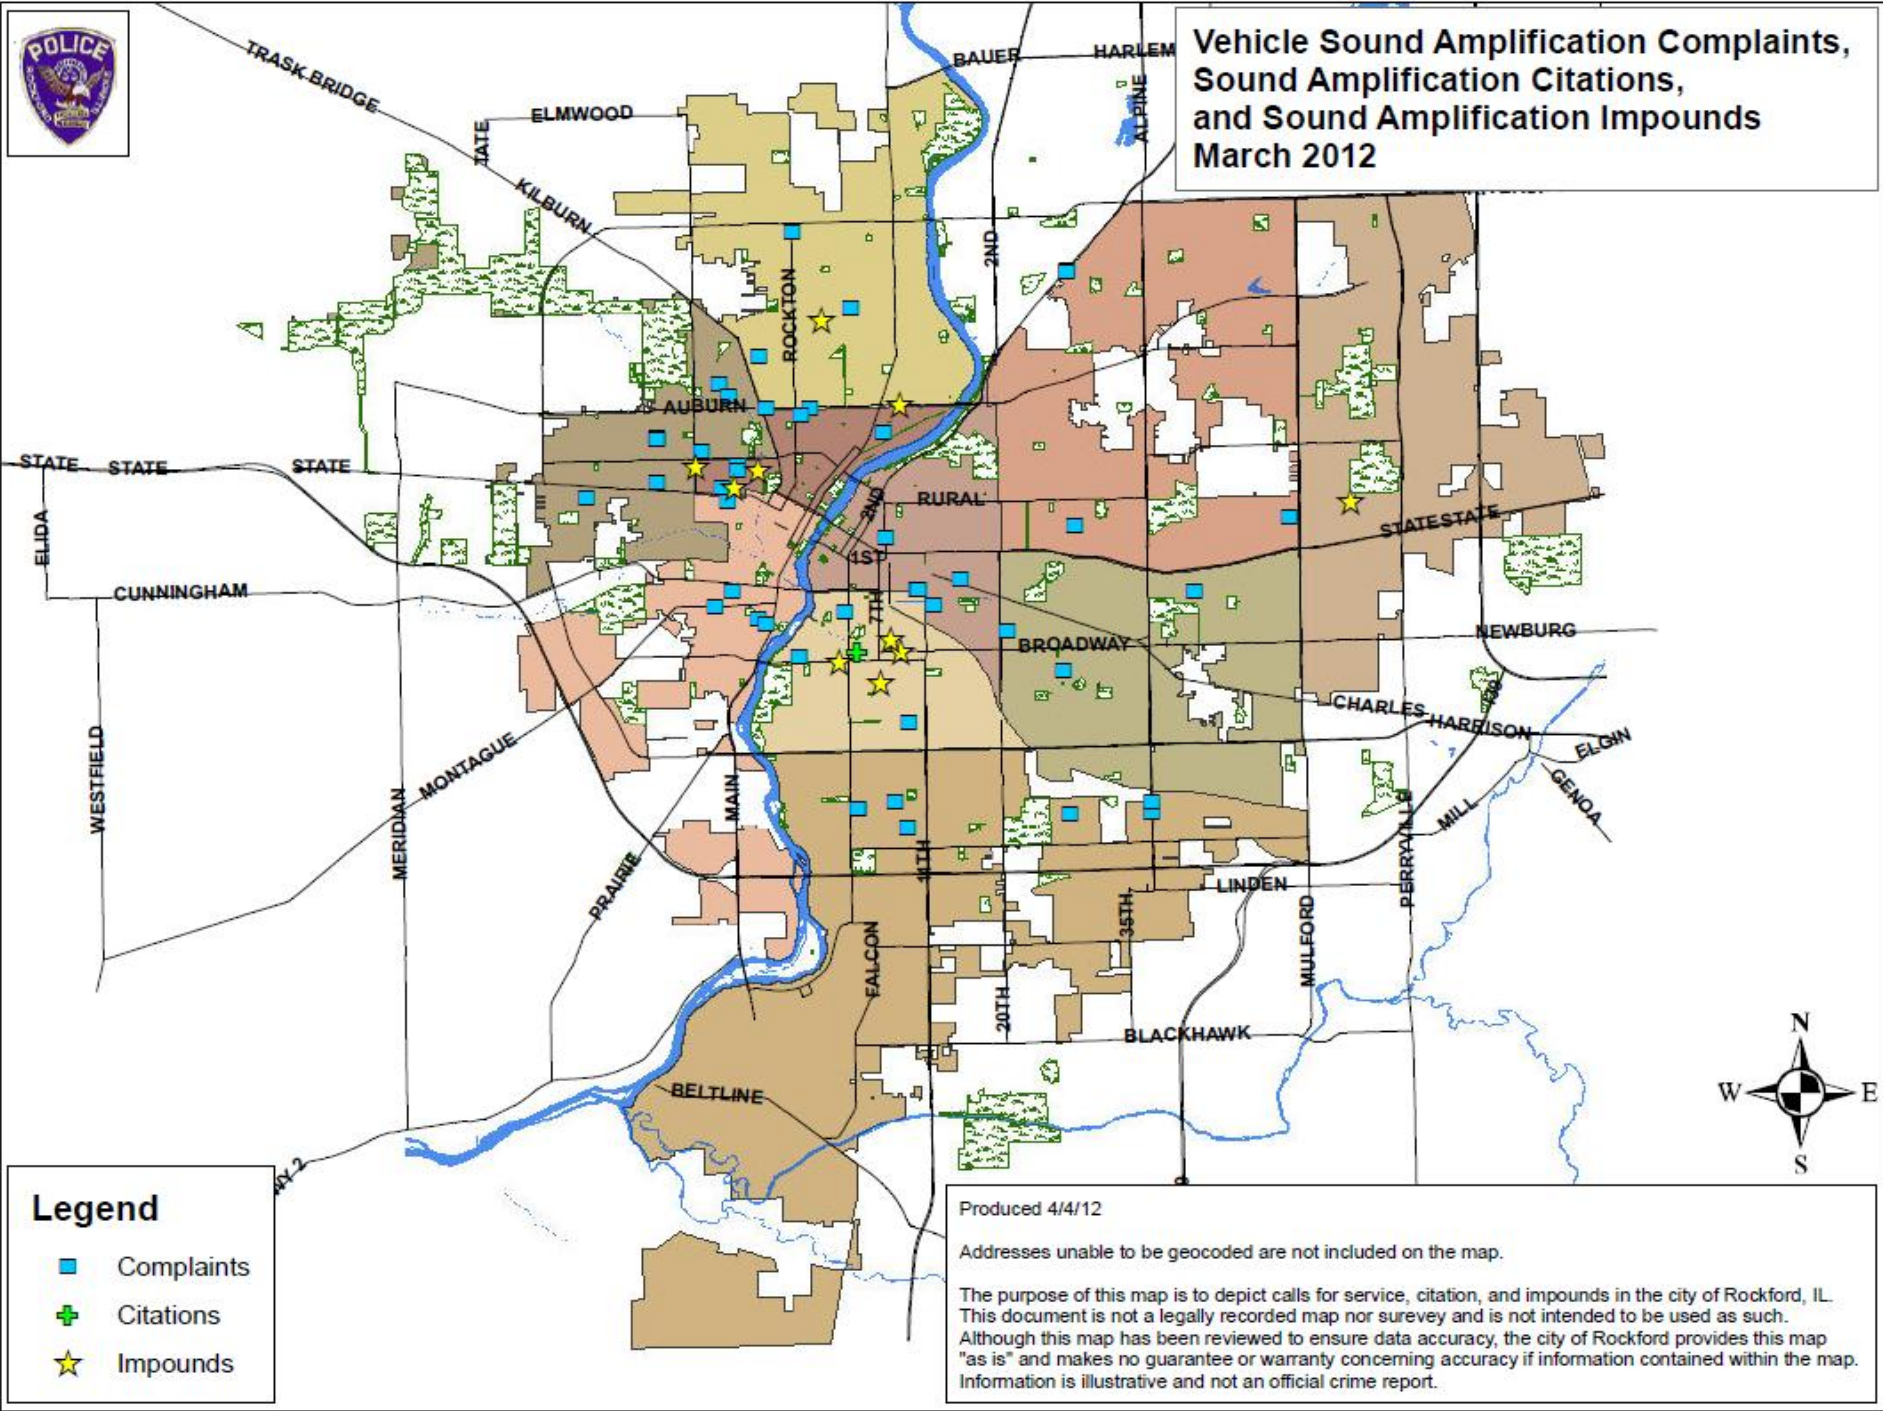 POLICE
ROCKFORD
ILLINOIS
Vehicle Sound Amplification Complaints,
Sound Amplification Citations,
and Sound Amplification Impounds
March 2012
TRASK BRIDGE
BAUER
HARLEM
ALPINE
ELMWOOD
TATE
KILBURN
2ND
ROCKTON
AUBURN
STATE
STATE
STATE
2ND
RURAL
STATE
STATE
ELIDA
1ST
CUNNINGHAM
7TH
BROADWAY
NEWBURG
CHARLES
HARRISON
ELGIN
GENOA
I39
WESTFIELD
MONTAGUE
MERIDIAN
MAIN
MILL
PERRYVILLE
PRAIRIE
11TH
LINDEN
35TH
MULFORD
FALCON
20TH
BLACKHAWK
BELTLINE
N
W
E
S
WY 2
Legend
Complaints
Citations
Impounds
Produced 4/4/12
Addresses unable to be geocoded are not included on the map.
The purpose of this map is to depict calls for service, citation, and impounds in the city of Rockford, IL.
This document is not a legally recorded map nor surevey and is not intended to be used as such.
Although this map has been reviewed to ensure data accuracy, the city of Rockford provides this map
"as is" and makes no guarantee or warranty concerning accuracy if information contained within the map.
Information is illustrative and not an official crime report.